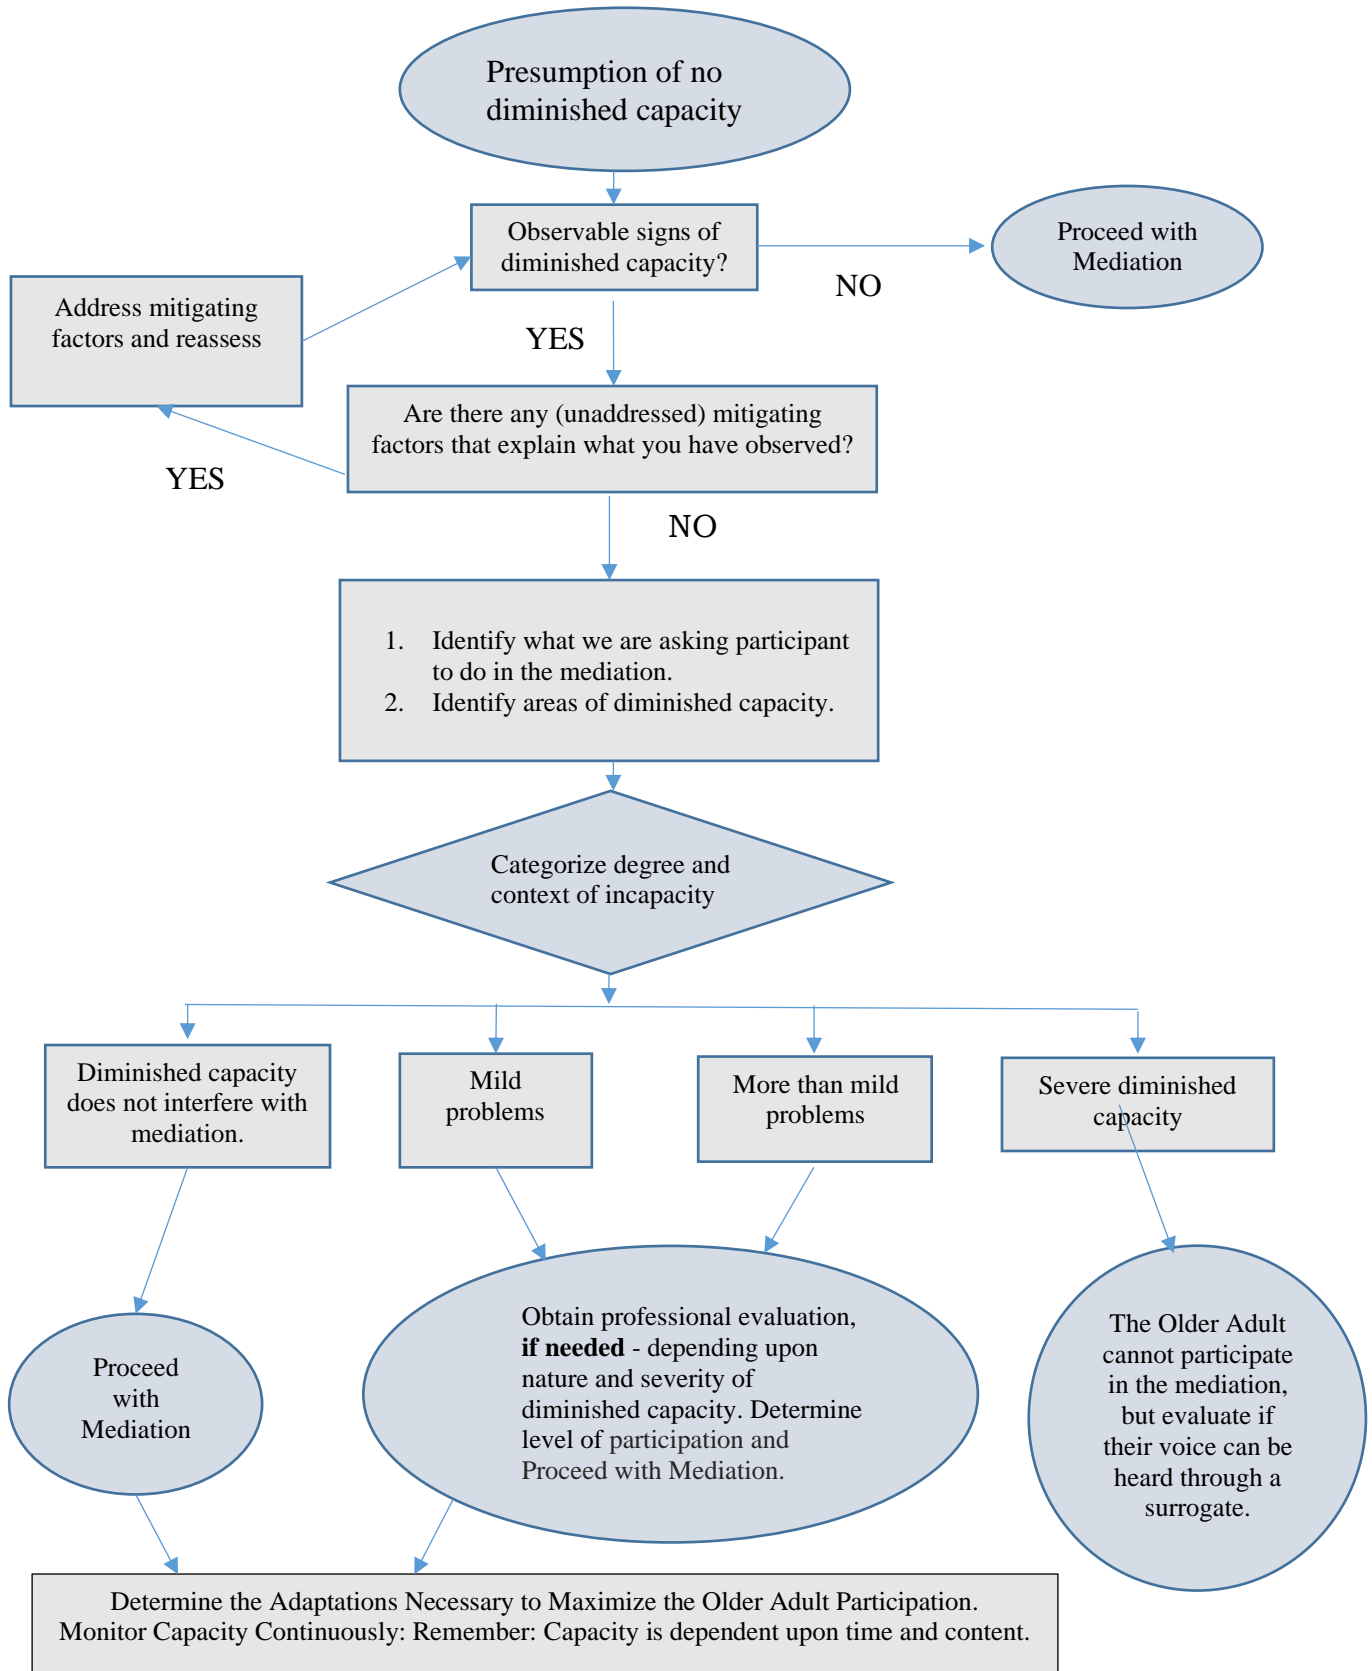 Presumption of no
diminished capacity
Observable signs of
diminished capacity?
NO
Proceed with
Mediation
Address mitigating
factors and reassess
YES
Are there any (unaddressed) mitigating
factors that explain what you have observed?
YES
NO
1. Identify what we are asking participant
to do in the mediation.
2. Identify areas of diminished capacity.
Categorize degree and
context of incapacity
Diminished capacity
does not interfere with
mediation.
Mild
problems
More than mild
problems
Severe diminished
capacity
Proceed
with
Mediation
Obtain professional evaluation,
if needed - depending upon
nature and severity of
diminished capacity. Determine
level of participation and
Proceed with Mediation.
The Older Adult
cannot participate
in the mediation,
but evaluate if
their voice can be
heard through a
surrogate.
Determine the Adaptations Necessary to Maximize the Older Adult Participation.
Monitor Capacity Continuously: Remember: Capacity is dependent upon time and content.